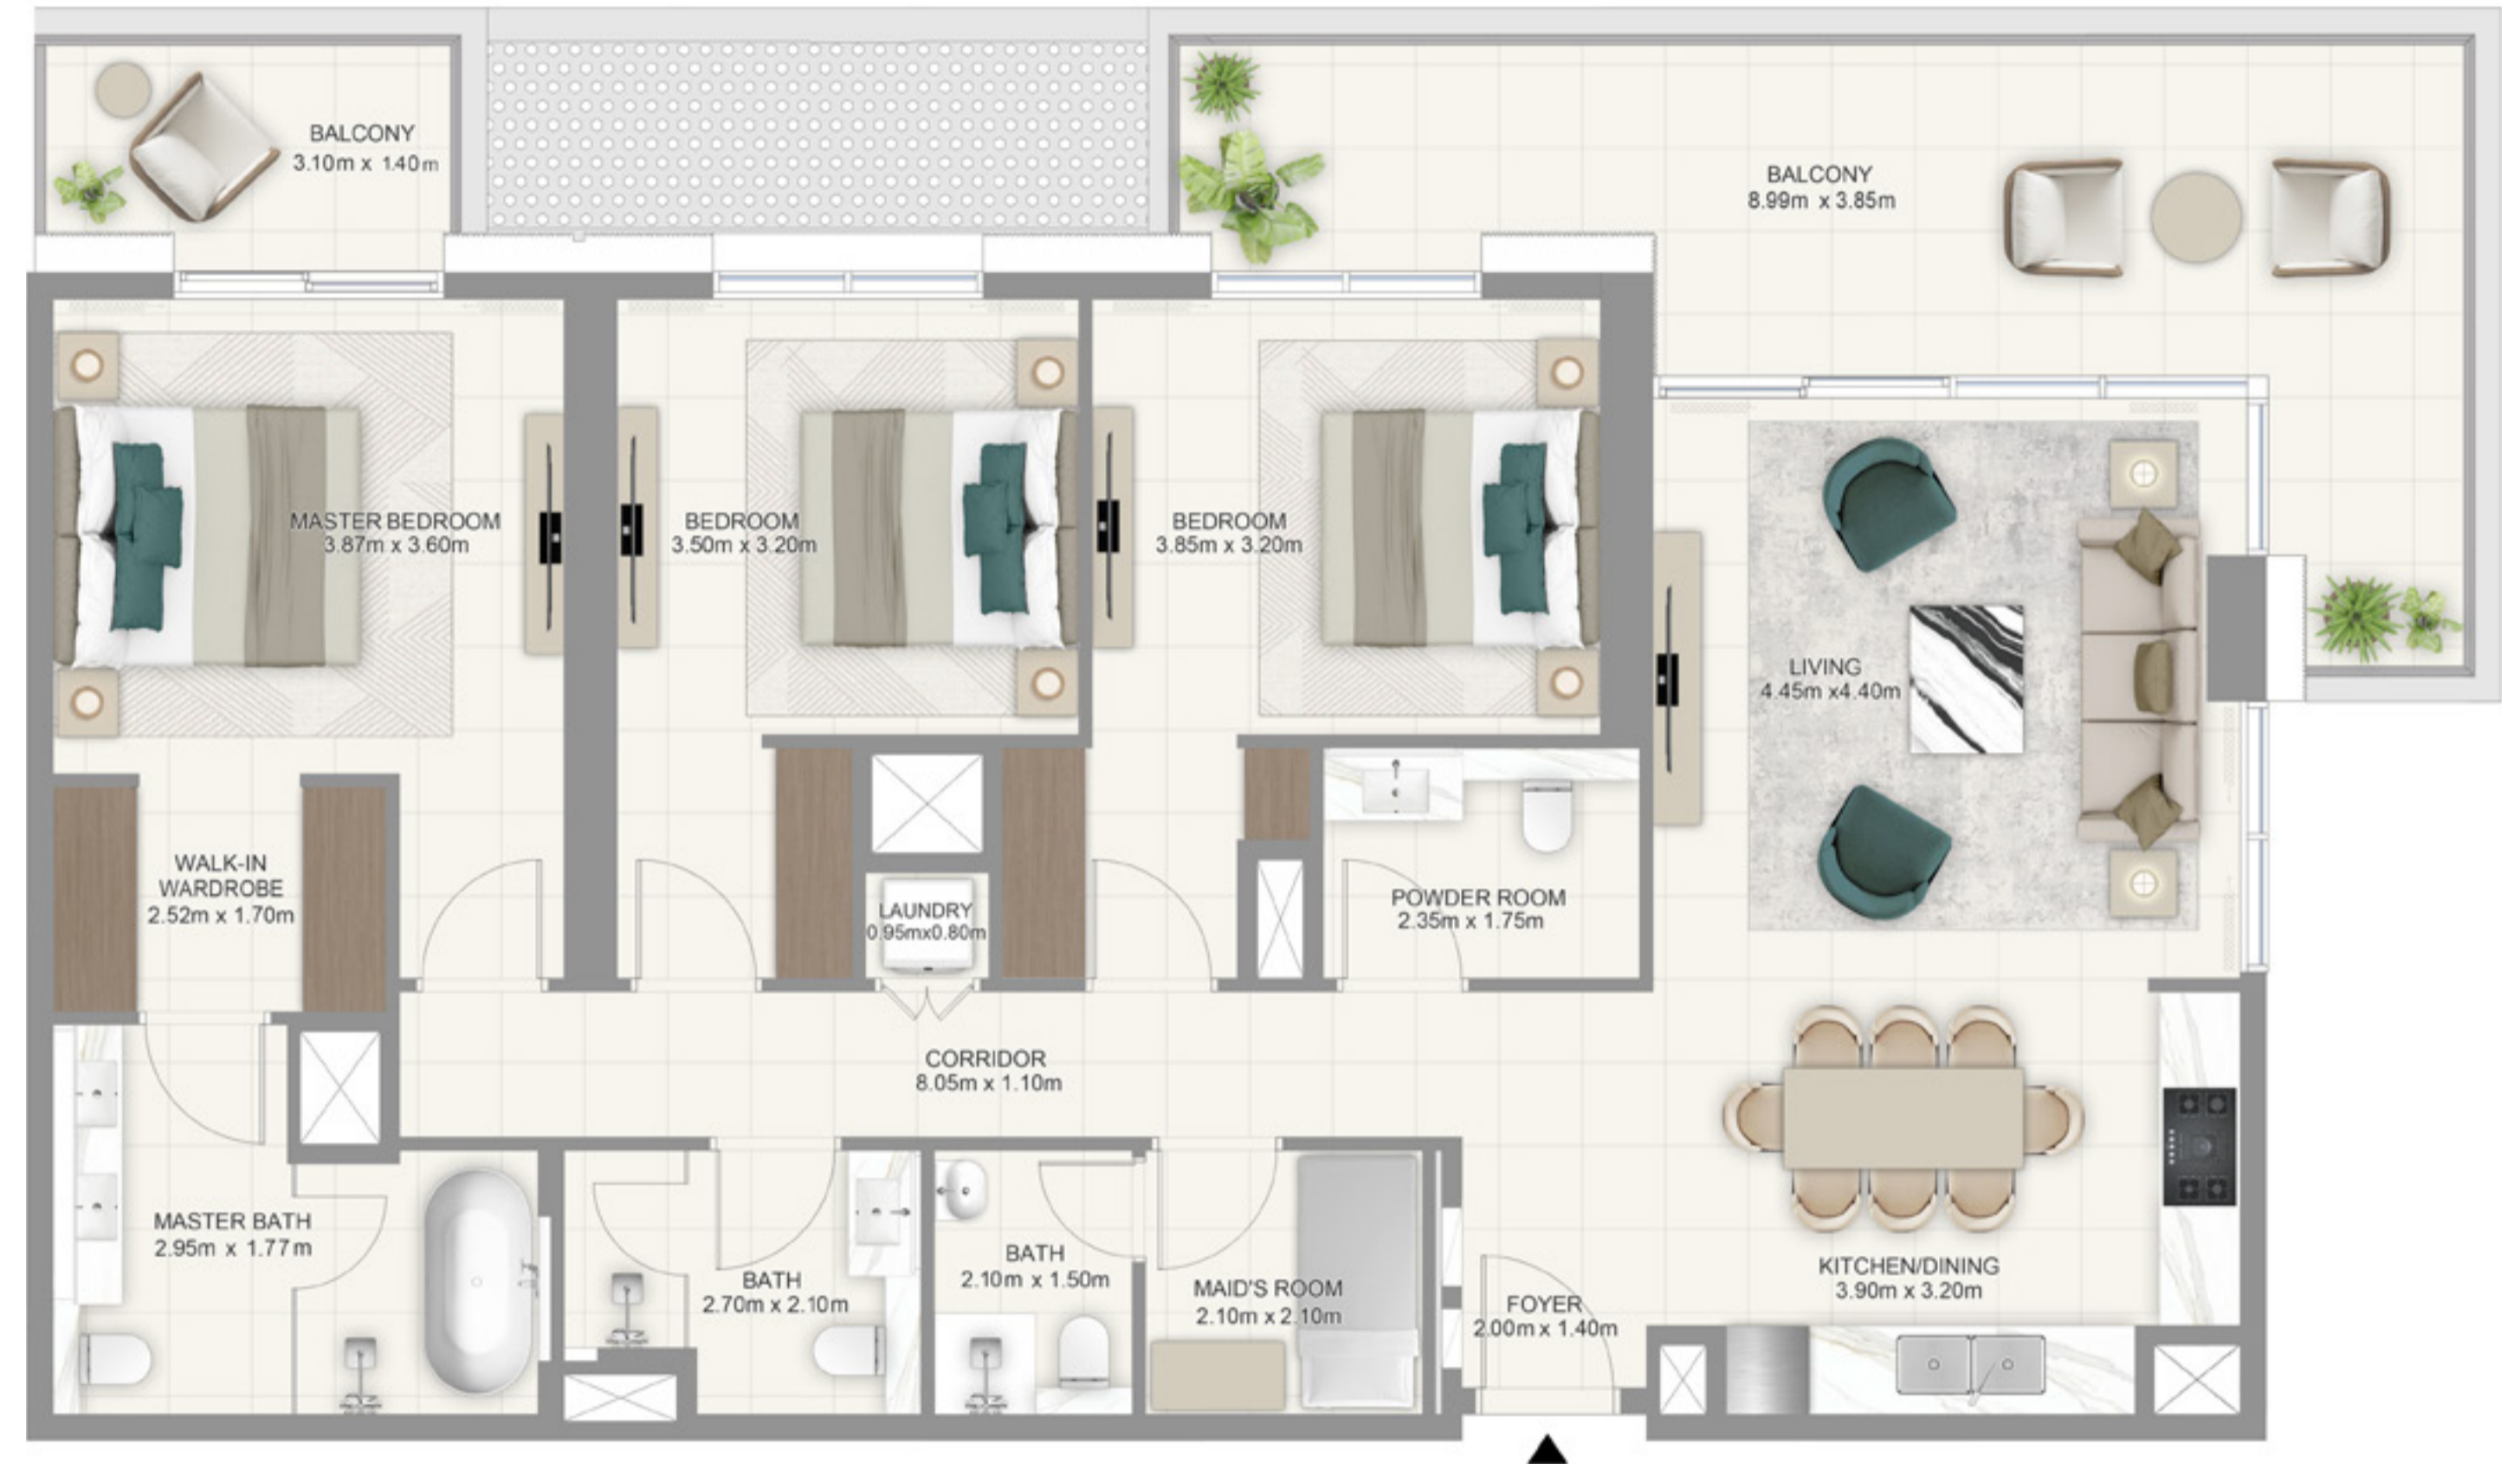 BALCONY
3.10m x 1.40m
BALCONY
8.99m x 3.85m
MASTER BEDROOM
3.87m x 3.60m
BEDROOM
3.50m x 3.20m
BEDROOM
3.85m x 3.20m
LIVING
4.45m x4.40m
WALK-IN
WARDROBE
2.52m x 1.70m
LAUNDRY
0.95mx0.80m
POWDER ROOM
2.35m x 1.75m
CORRIDOR
8.05m x 1.10m
MASTER BATH
2.95m x 1.77m
BATH
2.70m x 2.10m
BATH
2.10m x 1.50m
MAID'S ROOM
2.10m x 2.10m
FOYER
2.00m x 1.40m
KITCHEN/DINING
3.90m x 3.20m